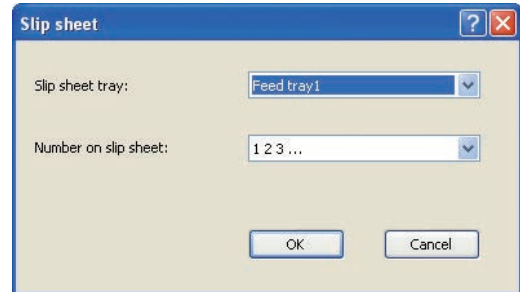 Slip sheet
Slip sheet tray: Feed tray1
Number on slip sheet: 1 2 3 ...
OK Cancel